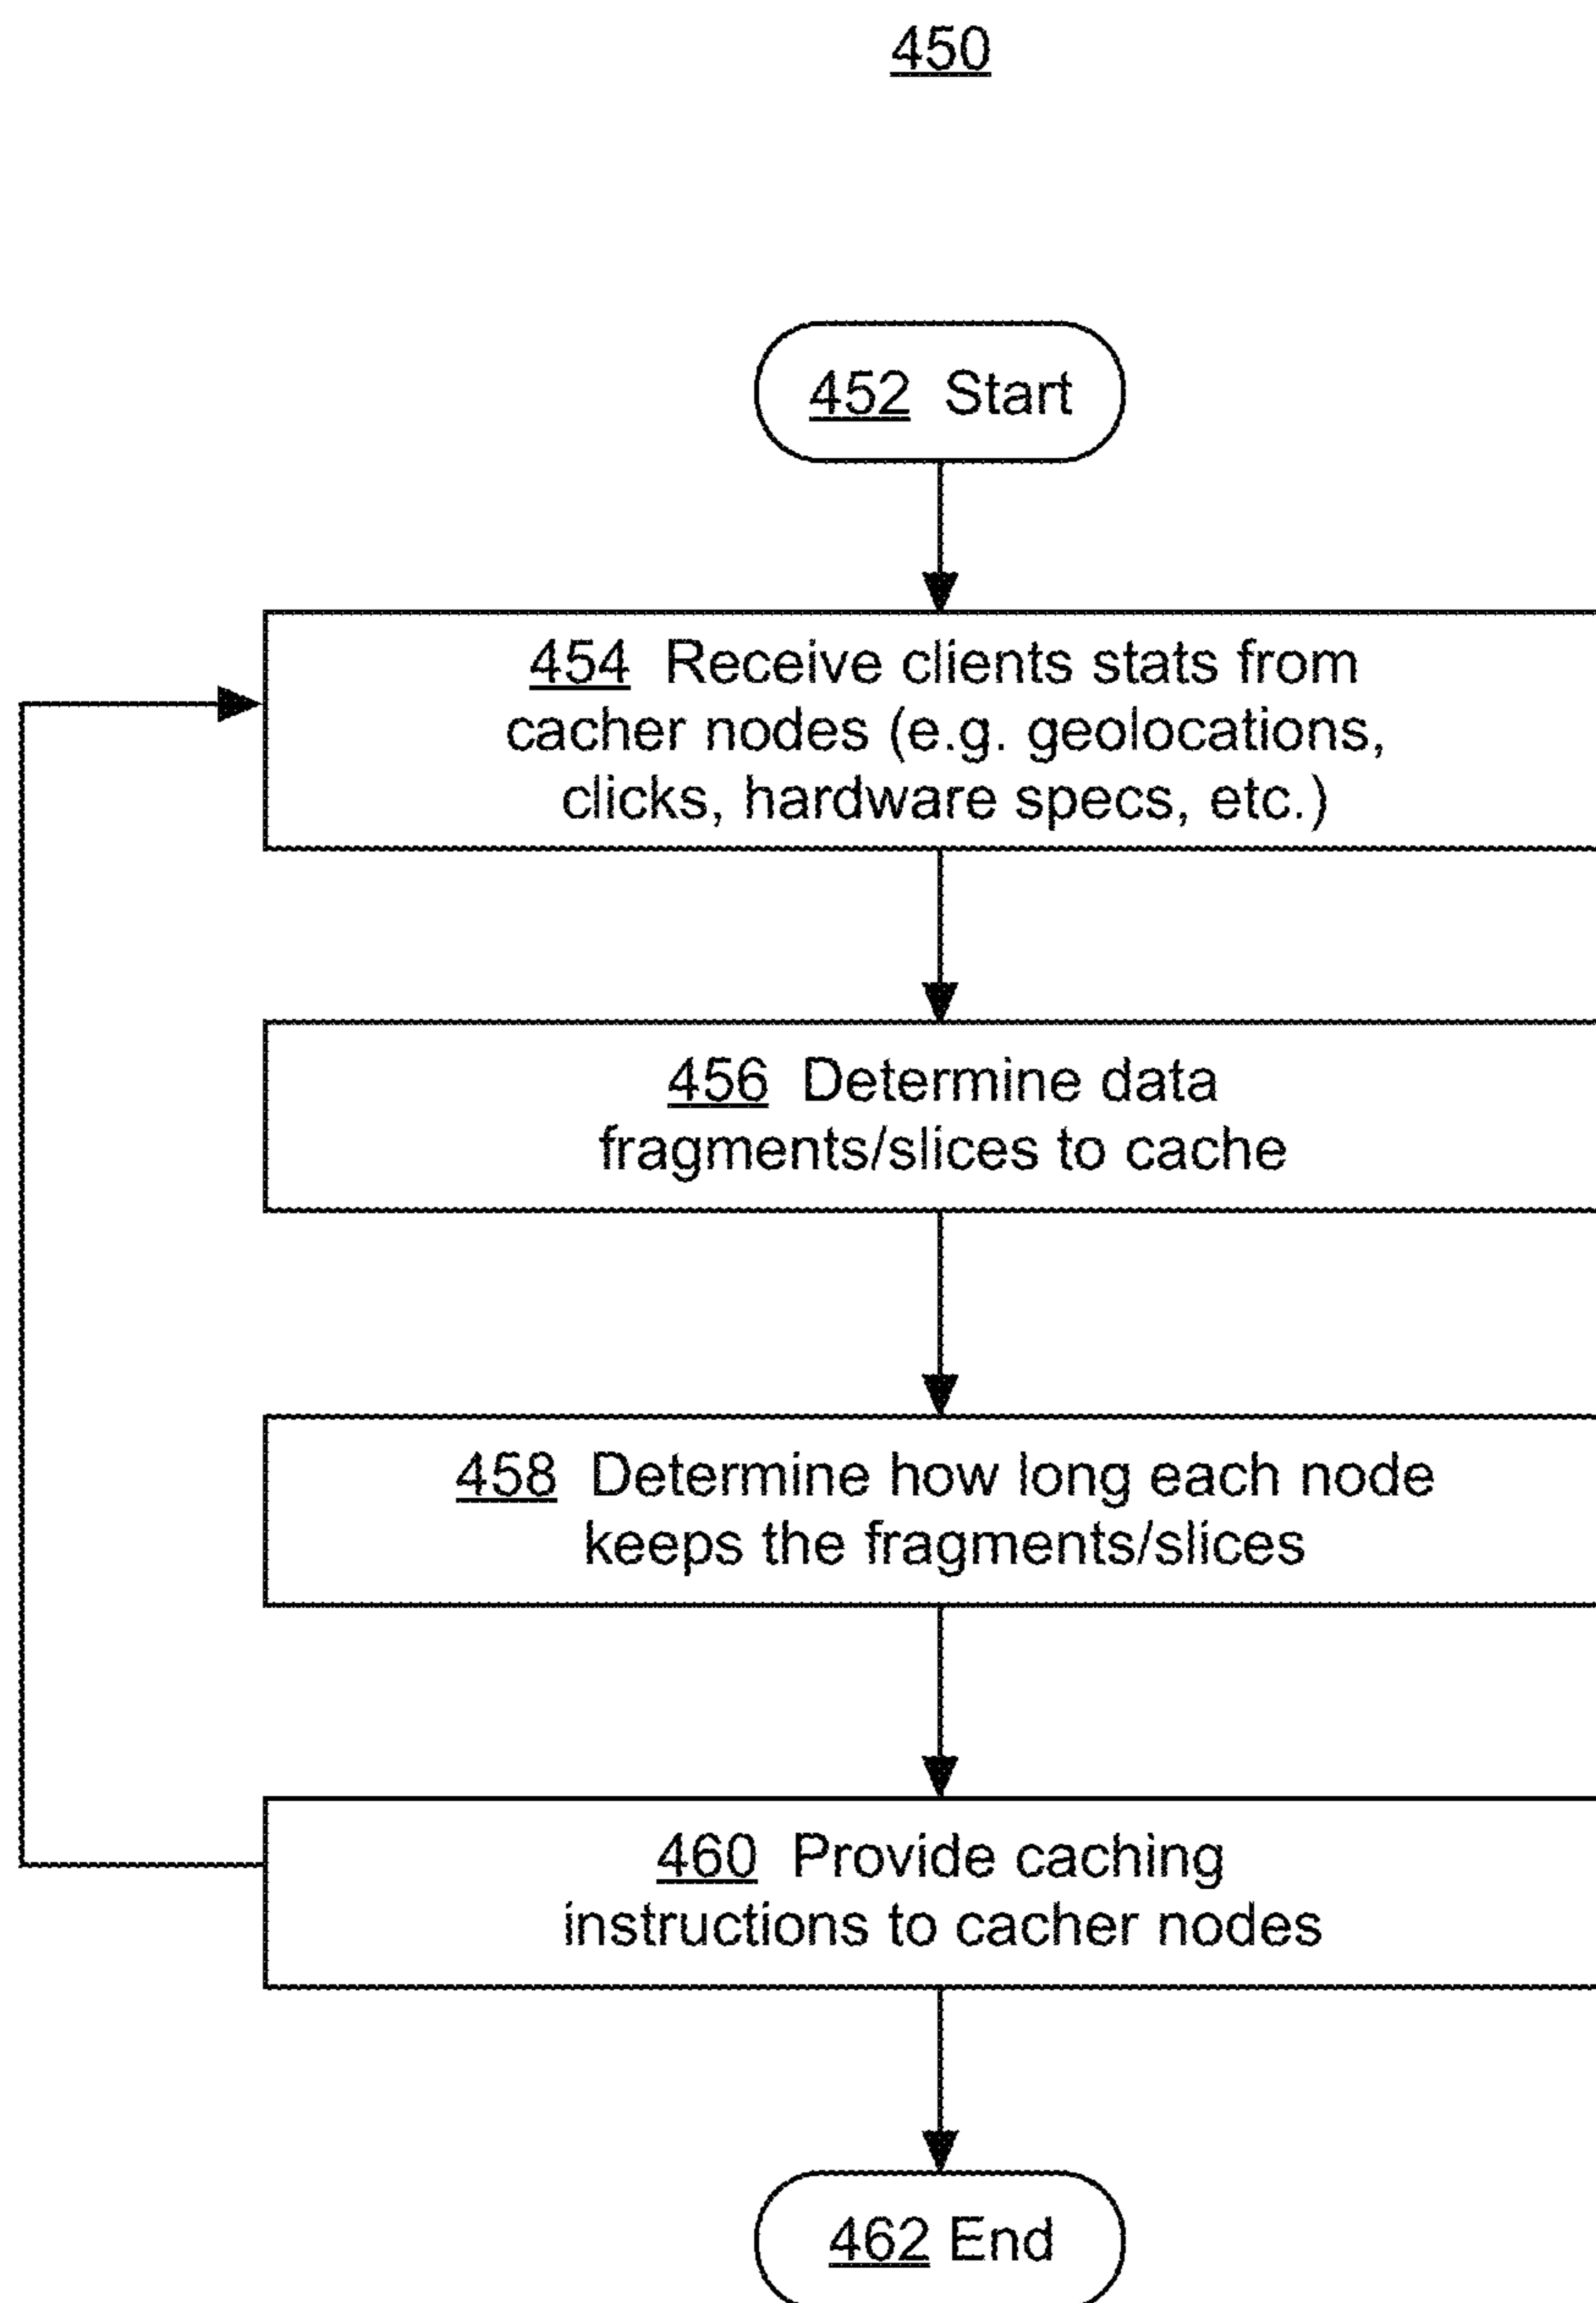 450
452 Start
454 Receive clients stats from
cacher nodes (e.g. geolocations,
clicks, hardware specs, etc.)
456 Determine data
fragments/slices to cache
458 Determine how long each node
keeps the fragments/slices
460 Provide caching
instructions to cacher nodes
462 End